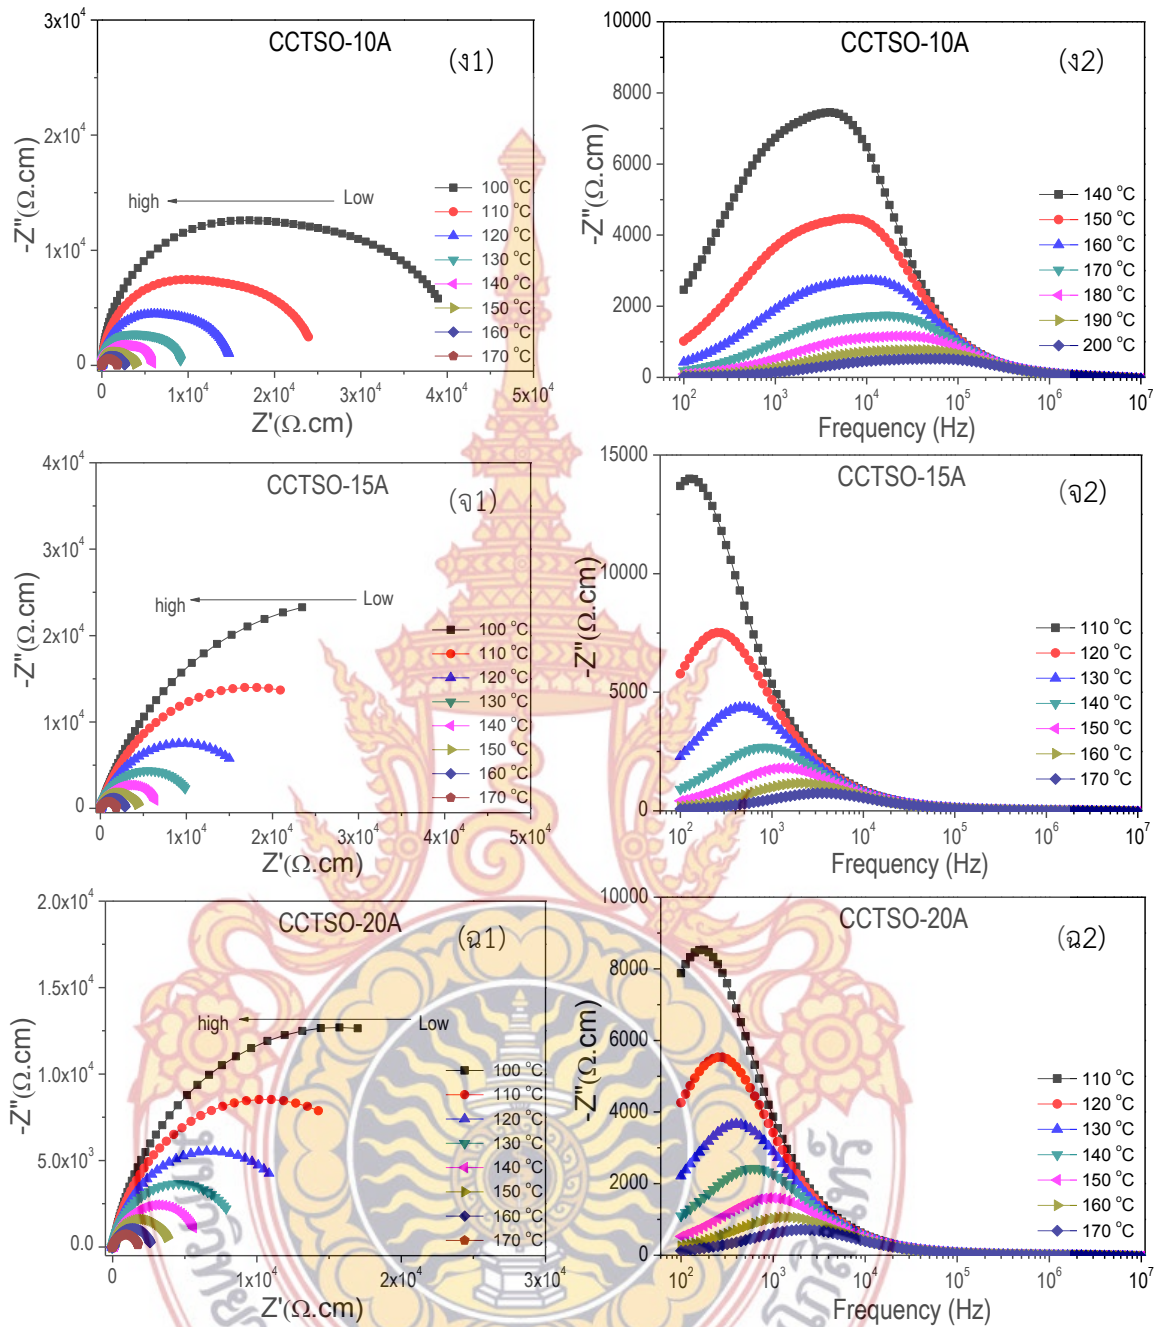 CCTSO-10A
(ง1)
-Z"(Ω.cm)
3x10⁴
2x10⁴
1x10⁴
0
high
Low
100 °C
110 °C
120 °C
130 °C
140 °C
150 °C
160 °C
170 °C
0
1x10⁴
2x10⁴
3x10⁴
4x10⁴
5x10⁴
Z'(Ω.cm)
CCTSO-10A
(ง2)
-Z"(Ω.cm)
10000
8000
6000
4000
2000
0
140 °C
150 °C
160 °C
170 °C
180 °C
190 °C
200 °C
10²
10³
10⁴
10⁵
10⁶
10⁷
Frequency (Hz)
CCTSO-15A
(จ1)
-Z"(Ω.cm)
4x10⁴
3x10⁴
2x10⁴
1x10⁴
0
high
Low
100 °C
110 °C
120 °C
130 °C
140 °C
150 °C
160 °C
170 °C
0
1x10⁴
2x10⁴
3x10⁴
4x10⁴
5x10⁴
Z'(Ω.cm)
CCTSO-15A
(จ2)
-Z"(Ω.cm)
15000
10000
5000
0
110 °C
120 °C
130 °C
140 °C
150 °C
160 °C
170 °C
10²
10³
10⁴
10⁵
10⁶
10⁷
Frequency (Hz)
CCTSO-20A
(ฉ1)
-Z"(Ω.cm)
2.0x10⁴
1.5x10⁴
1.0x10⁴
5.0x10³
0.0
high
Low
100 °C
110 °C
120 °C
130 °C
140 °C
150 °C
160 °C
170 °C
0
1x10⁴
2x10⁴
3x10⁴
Z'(Ω.cm)
CCTSO-20A
(ฉ2)
-Z"(Ω.cm)
10000
8000
6000
4000
2000
0
110 °C
120 °C
130 °C
140 °C
150 °C
160 °C
170 °C
10²
10³
10⁴
10⁵
10⁶
10⁷
Frequency (Hz)